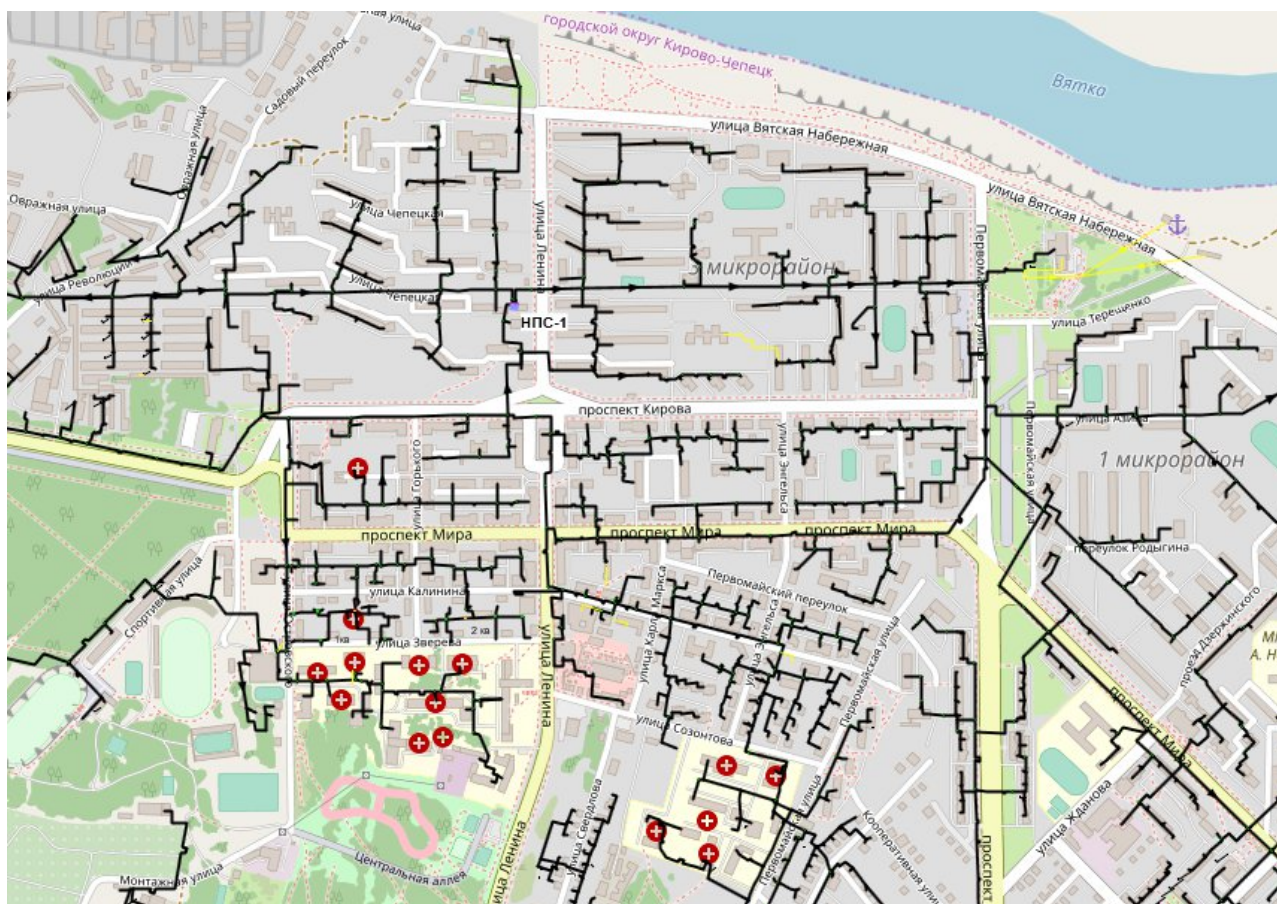 городской округ Кирово-Чепецк
Вятка
Садовый переулок
Овражная улица
улица Вятская Набережная
Овражная улица
улица Чепецкая
улица Ленина
улица Вятская Набережная
3 микрорайон
улица Революции
улица Чепецкая
НПС-1
Первомайская улица
улица Терещенко
проспект Кирова
улица Азина
улица Горького
улица Энгельса
Первомайская улица
1 микрорайон
проспект Мира
проспект Мира
проспект Мира
переулок Родыгина
Спортивная улица
улица Калинина
Первомайский переулок
улица Карла Маркса
улица Энгельса
1кв
2 кв
улица Зверева
улица Ленина
Первомайская улица
проезд Дзержинского
А. Н
улица Созонтова
проспект Мира
улица Свердлова
Первомайская улица
Кооперативная ули
улица Жданова
Монтажная улица
Центральная аллея
ица Ленина
проспект